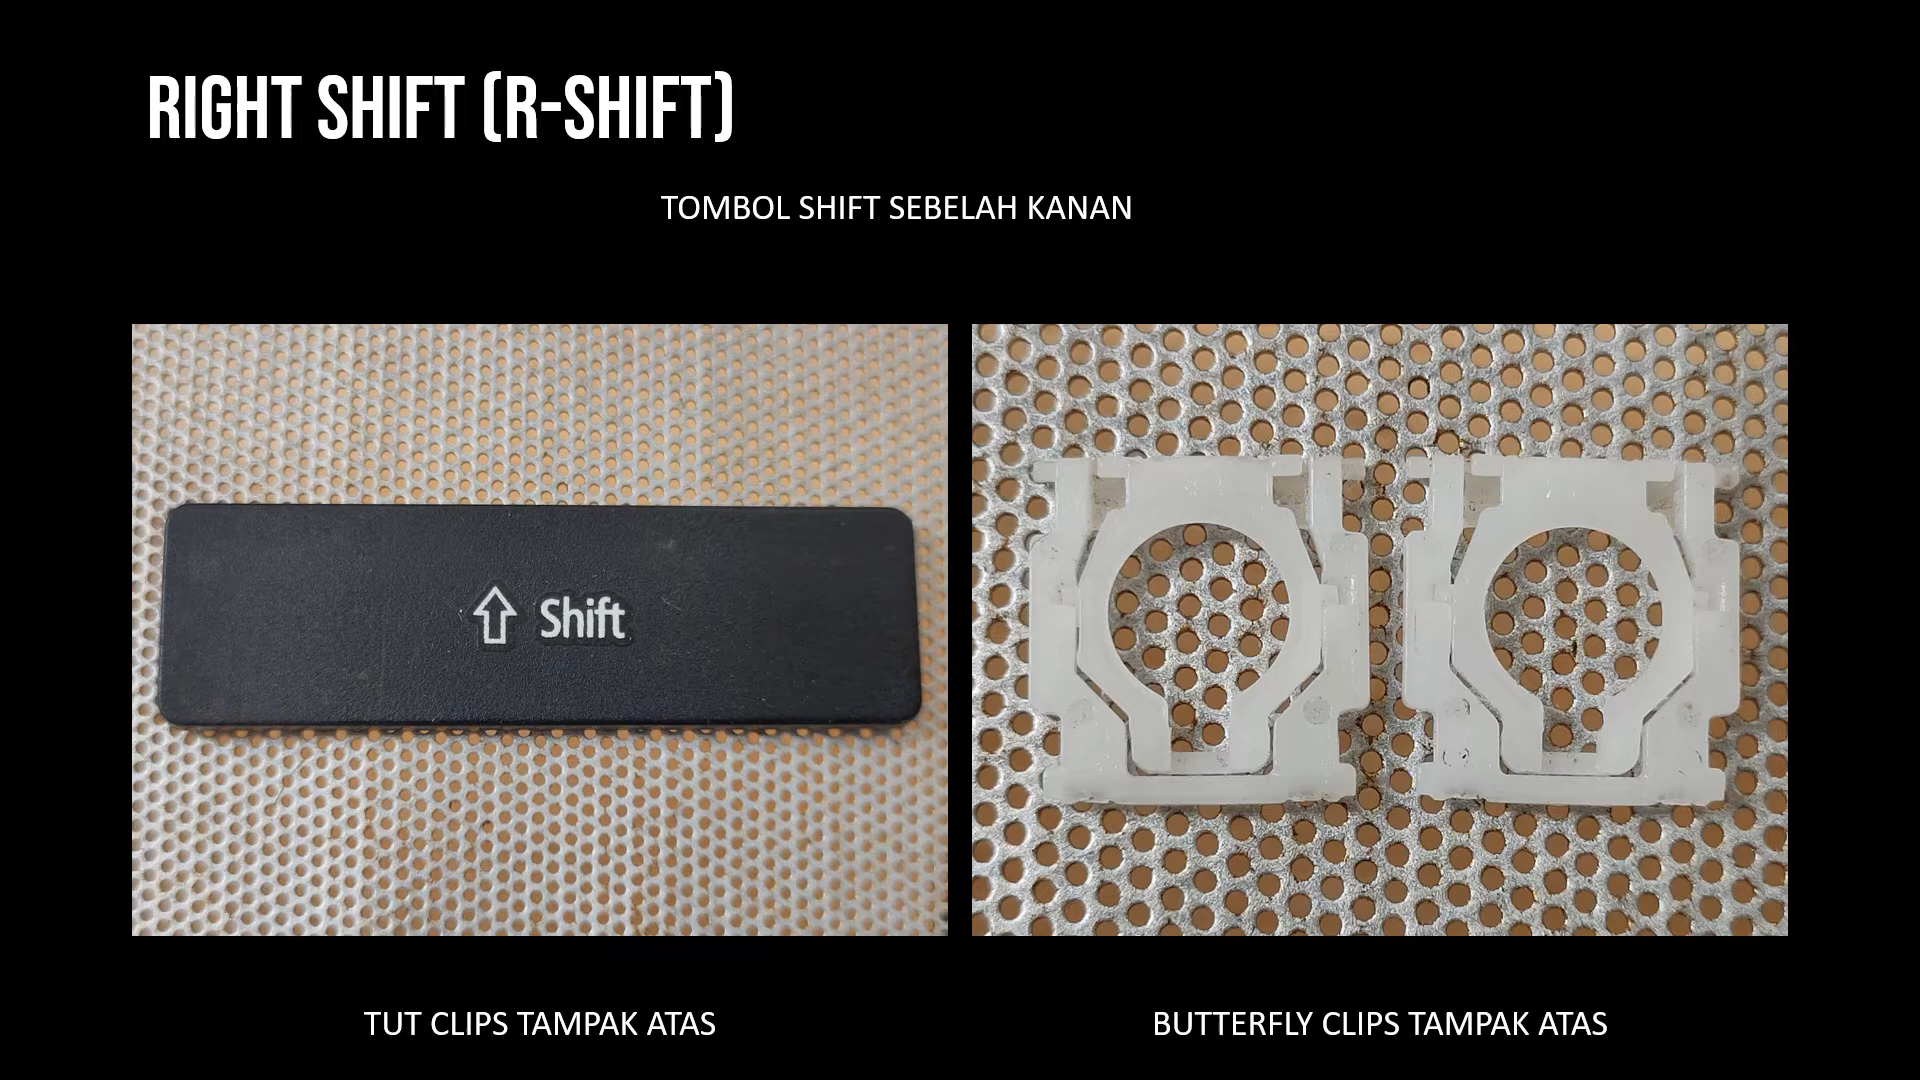 RIGHT SHIFT (R-SHIFT)
TOMBOL SHIFT SEBELAH KANAN
Shift
TUT CLIPS TAMPAK ATAS
BUTTERFLY CLIPS TAMPAK ATAS